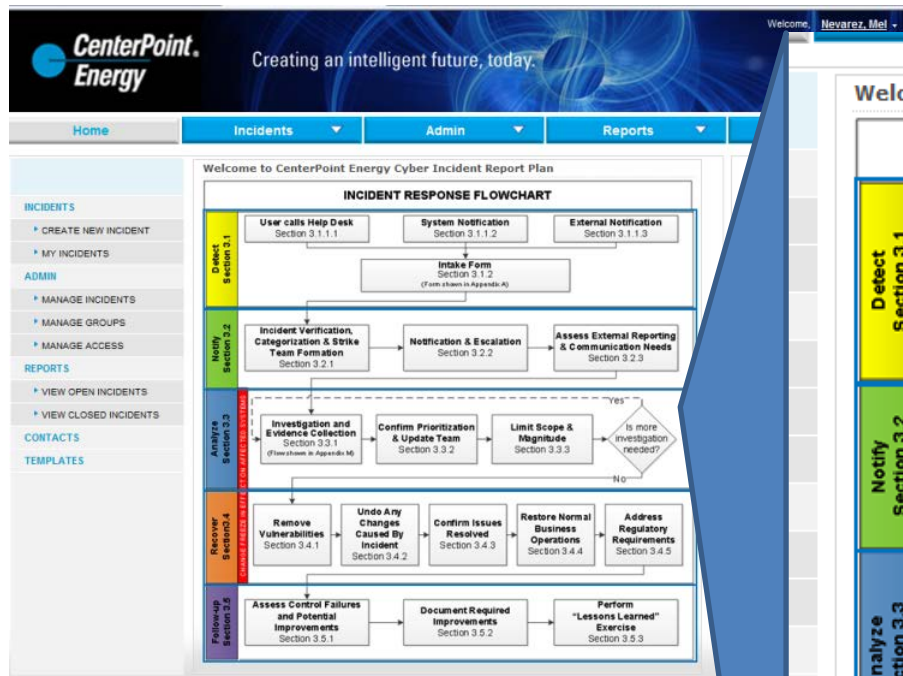 CenterPoint.
Energy
Creating an intelligent future, today.
Welcome, Nevarez, Mel
Home
Incidents
Admin
Reports
INCIDENTS
CREATE NEW INCIDENT
MY INCIDENTS
ADMIN
MANAGE INCIDENTS
MANAGE GROUPS
MANAGE ACCESS
REPORTS
VIEW OPEN INCIDENTS
VIEW CLOSED INCIDENTS
CONTACTS
TEMPLATES
Welcome to CenterPoint Energy Cyber Incident Report Plan
INCIDENT RESPONSE FLOWCHART
Detect
Section 3.1
User calls Help Desk
Section 3.1.1.1
System Notification
Section 3.1.1.2
External Notification
Section 3.1.1.3
Intake Form
Section 3.1.2
(Form shown in Appendix A)
Notify
Section 3.2
Incident Verification,
Categorization & Strike
Team Formation
Section 3.2.1
Notification & Escalation
Section 3.2.2
Assess External Reporting
& Communication Needs
Section 3.2.3
Analyze
Section 3.3
CHANGE FREEZE IN EFFECT ON AFFECTED SYSTEMS
Investigation and
Evidence Collection
Section 3.3.1
(Flow shown in Appendix M)
Confirm Prioritization
& Update Team
Section 3.3.2
Limit Scope &
Magnitude
Section 3.3.3
Yes
Is more
investigation
needed?
No
Recover
Section3.4
Remove
Vulnerabilities
Section 3.4.1
Undo Any
Changes
Caused By
Incident
Section 3.4.2
Confirm Issues
Resolved
Section 3.4.3
Restore Normal
Business
Operations
Section 3.4.4
Address
Regulatory
Requirements
Section 3.4.5
Follow-up
Section 3.5
Assess Control Failures
and Potential
Improvements
Section 3.5.1
Document Required
Improvements
Section 3.5.2
Perform
"Lessons Learned"
Exercise
Section 3.5.3
Welc
Detect
Section 3.1
Notify
Section 3.2
nalyze
ction 3.3